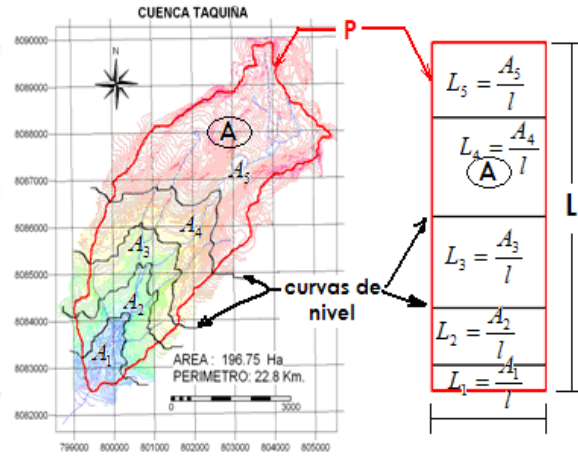 CUENCA TAQUIÑA
8090000
8089000
8088000
8087000
8086000
8085000
8084000
8083000
8082000
N
A
A5
A4
A3
A2
A1
AREA : 196.75 Ha
PERIMETRO: 22.8 Km.
3000
799000 800000 801000 802000 803000 804000 805000
P
curvas de
nivel
L5 = A5/l
L4 = A4/l
A
L3 = A3/l
L2 = A2/l
L1 = A1/l
L